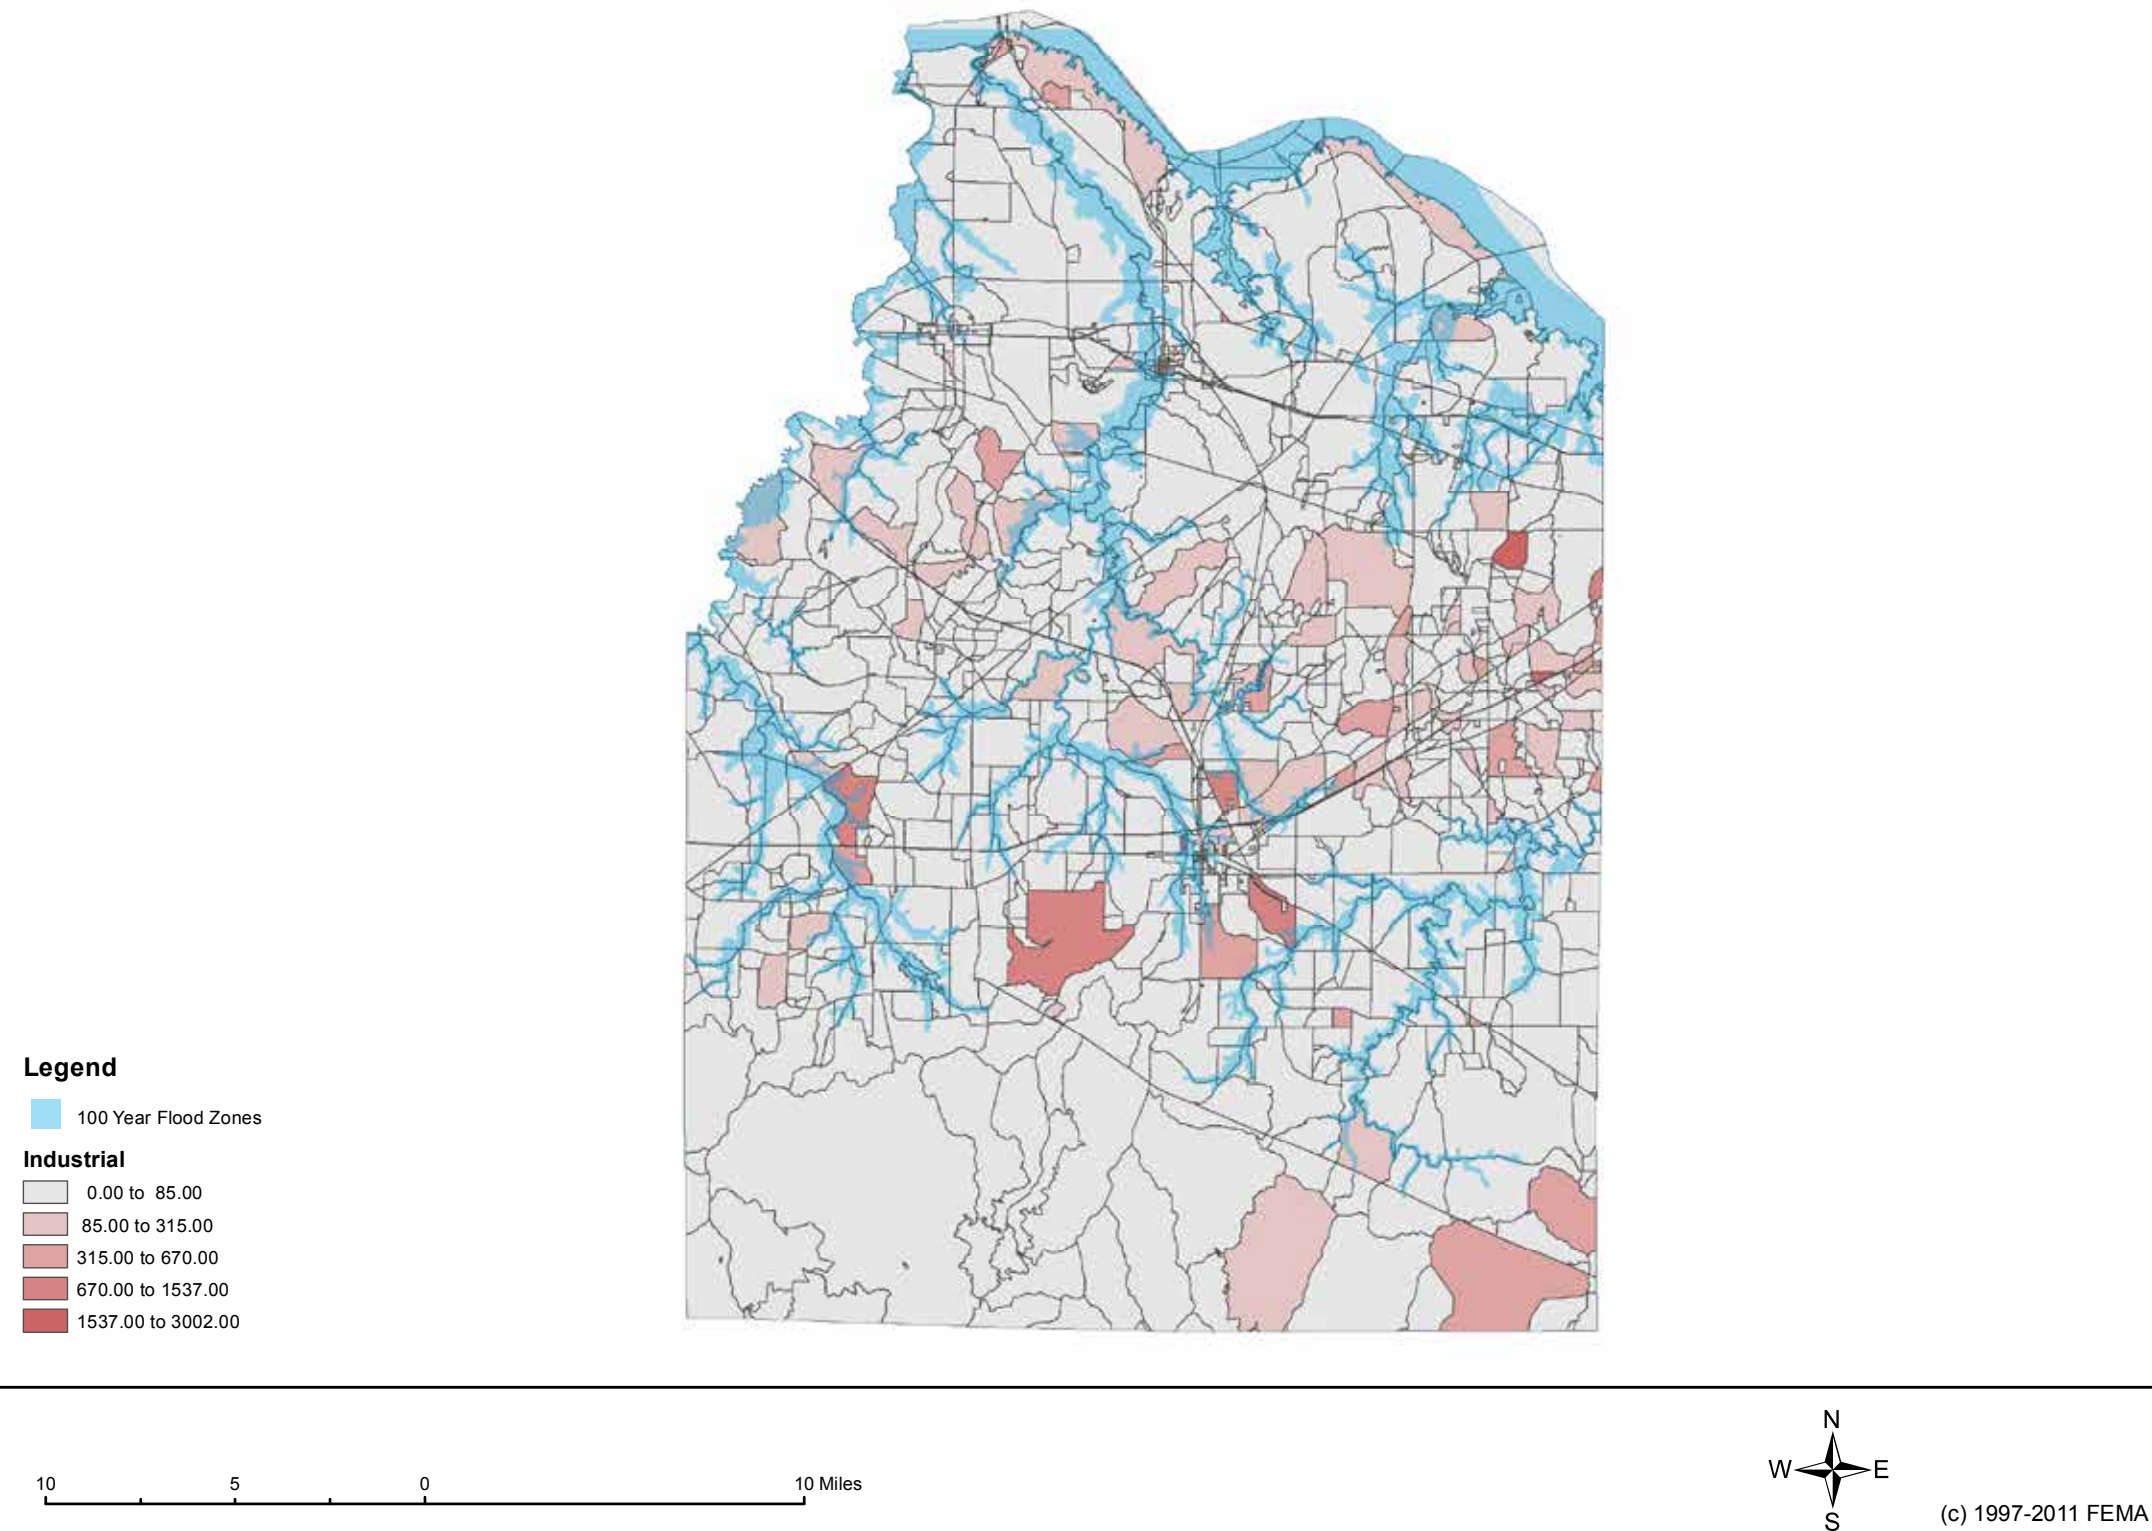 Legend
100 Year Flood Zones
Industrial
0.00 to 85.00
85.00 to 315.00
315.00 to 670.00
670.00 to 1537.00
1537.00 to 3002.00
10 5 0 10 Miles
N
W E
S
(c) 1997-2011 FEMA